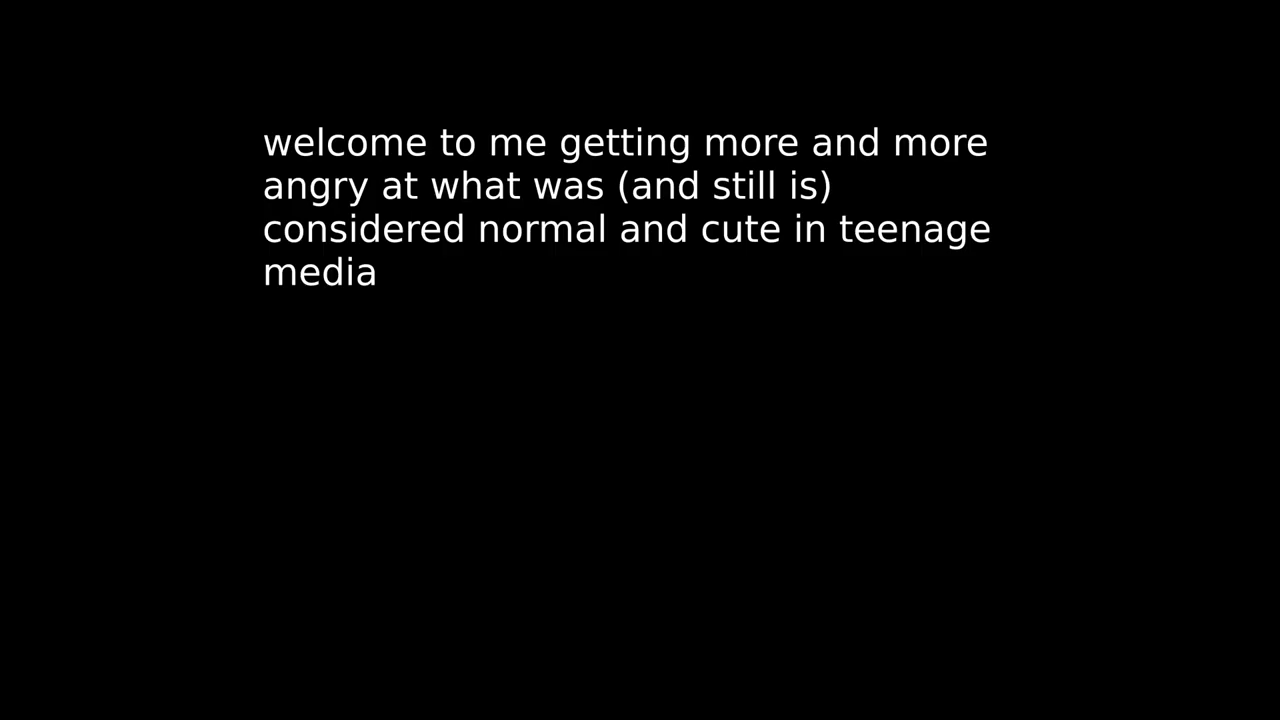 welcome to me getting more and more
angry at what was (and still is)
considered normal and cute in teenage
media